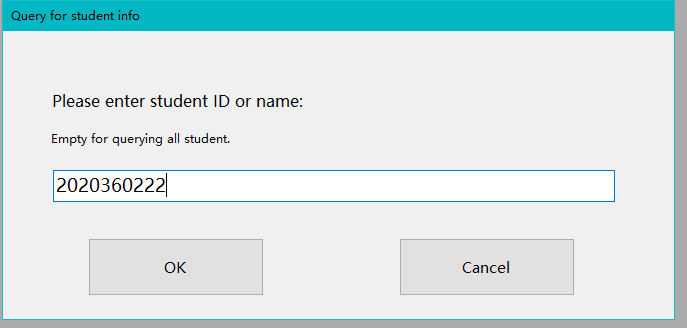 Query for student info
Please enter student ID or name:
Empty for querying all student.
2020360222
OK Cancel